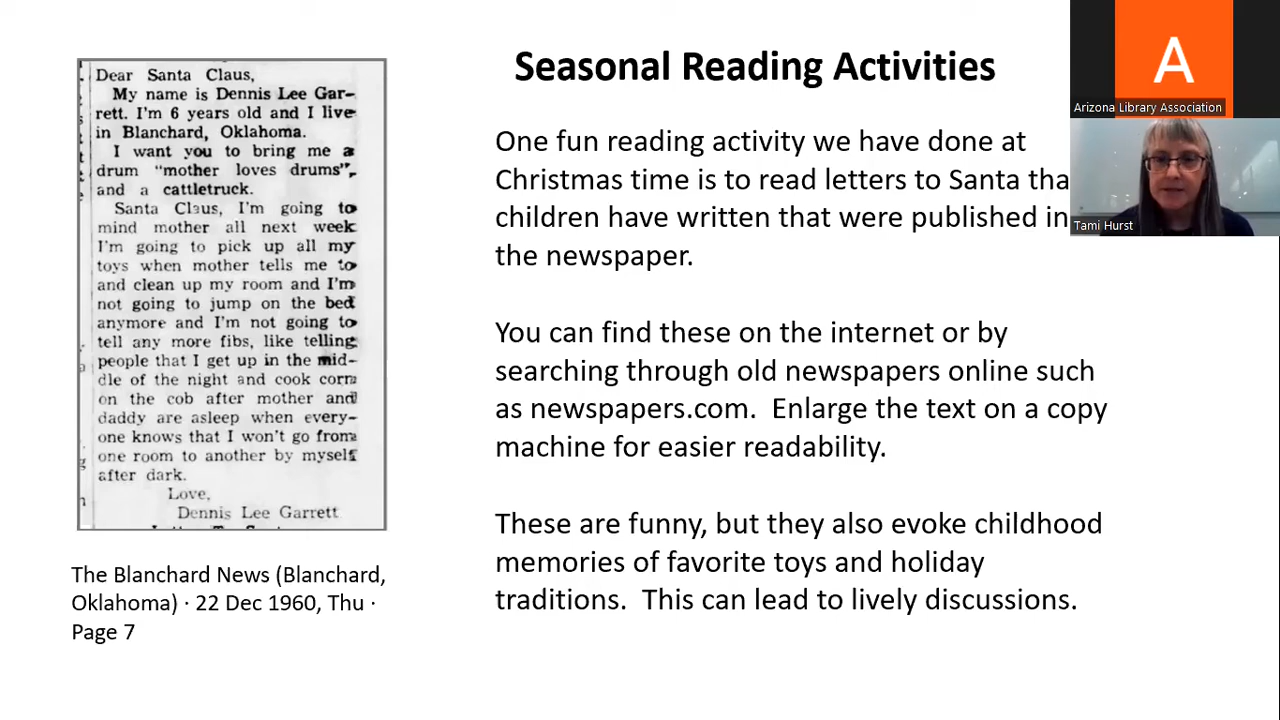 Dear Santa Claus,
My name is Dennis Lee Gar-
rett. I'm 6 years old and I live
in Blanchard, Oklahoma.
I want you to bring me a
drum "mother loves drums",
and a cattletruck.
Santa Claus, I'm going to
mind mother all next week
I'm going to pick up all my
toys when mother tells me to
and clean up my room and I'm
not going to jump on the bed
anymore and I'm not going to
tell any more fibs, like telling
people that I get up in the mid-
dle of the night and cook corn
on the cob after mother and
daddy are asleep when every-
one knows that I won't go from
one room to another by myself
after dark.
Love,
Dennis Lee Garrett
The Blanchard News (Blanchard,
Oklahoma) · 22 Dec 1960, Thu ·
Page 7
Seasonal Reading Activities
One fun reading activity we have done at
Christmas time is to read letters to Santa tha
children have written that were published in
the newspaper.
You can find these on the internet or by
searching through old newspapers online such
as newspapers.com. Enlarge the text on a copy
machine for easier readability.
These are funny, but they also evoke childhood
memories of favorite toys and holiday
traditions. This can lead to lively discussions.
A
Arizona Library Association
Tami Hurst